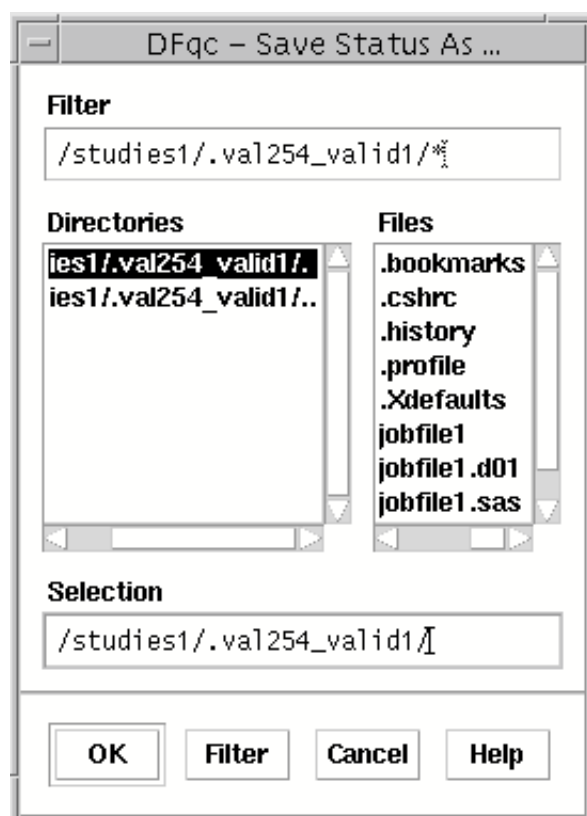 DFqc – Save Status As ...
Filter
/studies1/.val254_valid1/*
Directories
ies1/.val254_valid1/.
ies1/.val254_valid1/..
Files
.bookmarks
.cshrc
.history
.profile
.Xdefaults
jobfile1
jobfile1.d01
jobfile1.sas
Selection
/studies1/.val254_valid1/
OK Filter Cancel Help